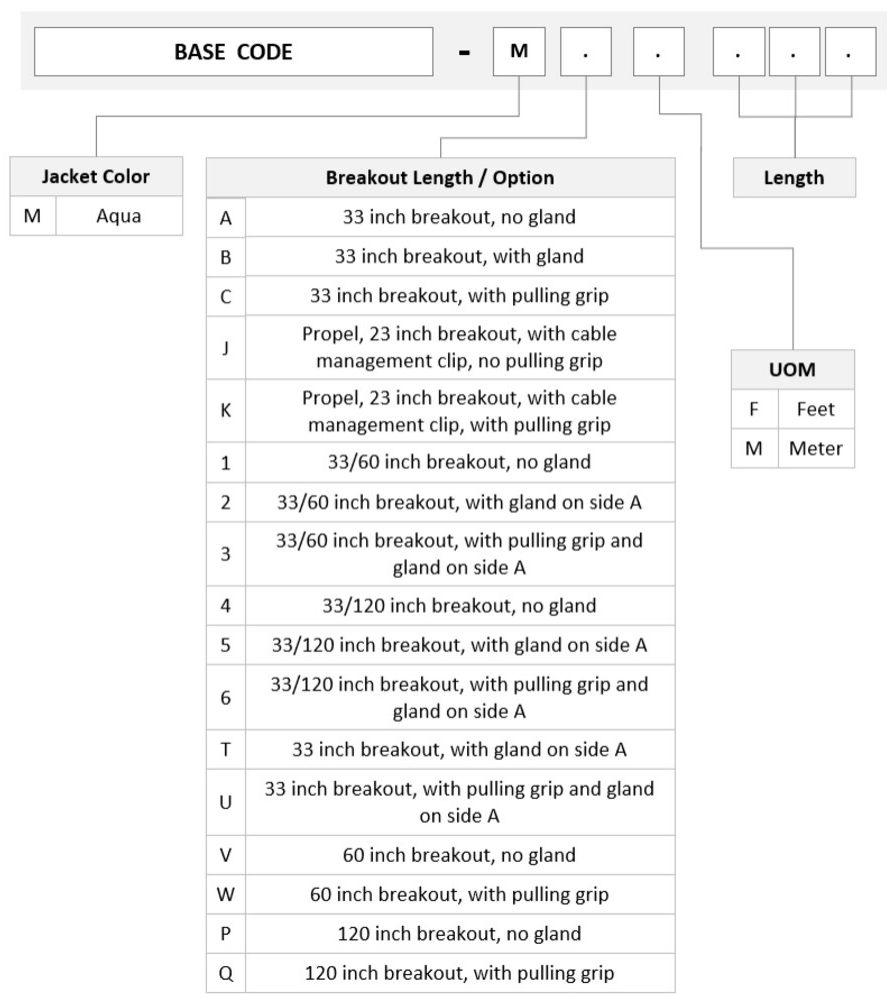 BASE CODE - M . . . . .
Jacket Color
M Aqua
Breakout Length / Option
A 33 inch breakout, no gland
B 33 inch breakout, with gland
C 33 inch breakout, with pulling grip
J Propel, 23 inch breakout, with cable
management clip, no pulling grip
K Propel, 23 inch breakout, with cable
management clip, with pulling grip
1 33/60 inch breakout, no gland
2 33/60 inch breakout, with gland on side A
3 33/60 inch breakout, with pulling grip and
gland on side A
4 33/120 inch breakout, no gland
5 33/120 inch breakout, with gland on side A
6 33/120 inch breakout, with pulling grip and
gland on side A
T 33 inch breakout, with gland on side A
U 33 inch breakout, with pulling grip and gland
on side A
V 60 inch breakout, no gland
W 60 inch breakout, with pulling grip
P 120 inch breakout, no gland
Q 120 inch breakout, with pulling grip
Length
UOM
F Feet
M Meter